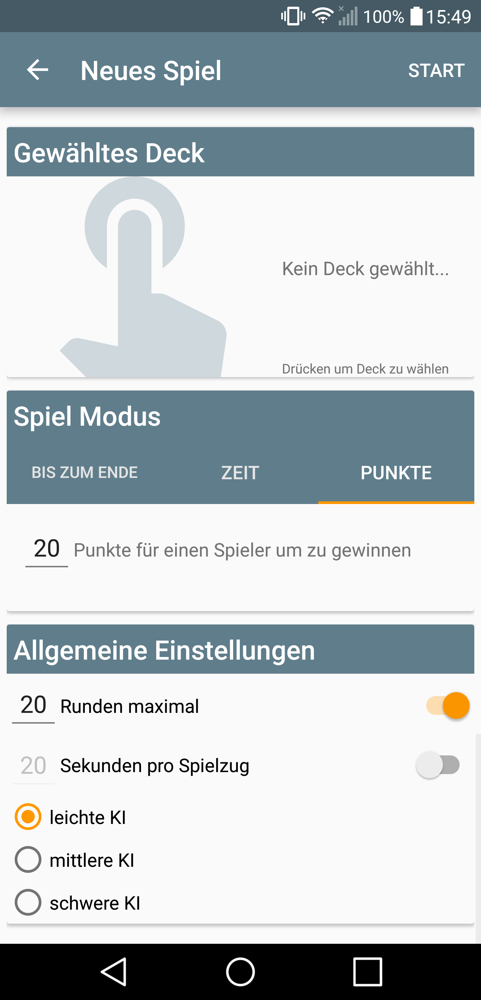 100% 15:49
Neues Spiel START
Gewähltes Deck
Kein Deck gewählt...
Drücken um Deck zu wählen
Spiel Modus
BIS ZUM ENDE ZEIT PUNKTE
20 Punkte für einen Spieler um zu gewinnen
Allgemeine Einstellungen
20 Runden maximal
20 Sekunden pro Spielzug
leichte KI
mittlere KI
schwere KI